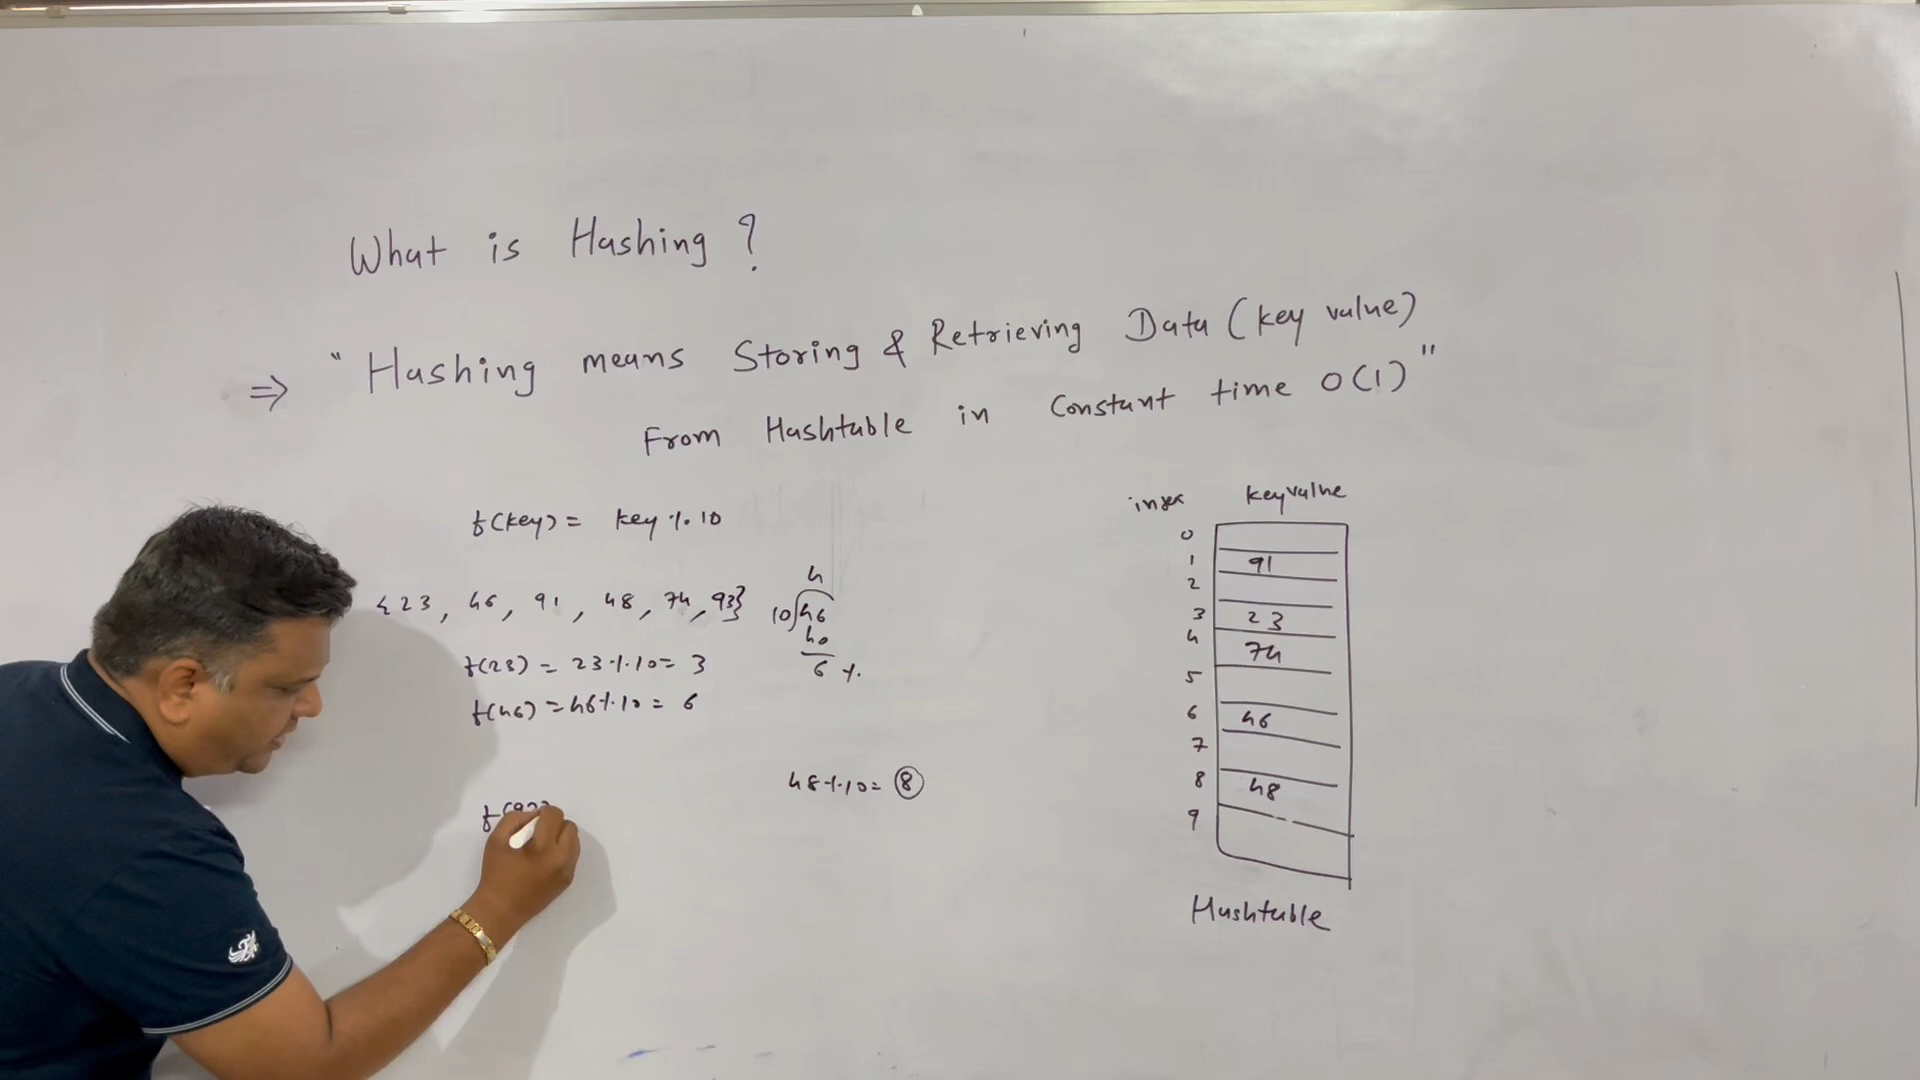 What is Hashing ?
⇒ " Hashing means Storing & Retrieving Data (key value)
From Hashtable in Constant time O(1) "
f(key) = key % 10
{23, 46, 91, 48, 74, 93}
4
10)46
40
6 %.
f(23) = 23 % 10 = 3
f(46) = 46 % 10 = 6
48 % 10 = 8
keyvalue
0
1 91
2
3 23
4 74
5
6 46
7
8 48
9
Hashtable